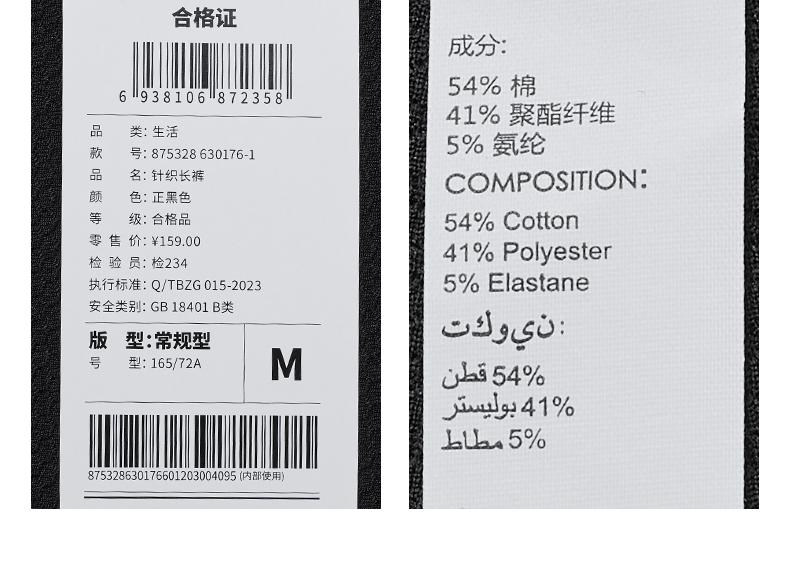 合格证
6 938106 872358
品 类: 生活
款 号: 875328 630176-1
品 名: 针织长裤
颜 色: 正黑色
等 级: 合格品
零 售 价: ¥159.00
检 验 员: 检234
执行标准: Q/TBZG 015-2023
安全类别: GB 18401 B类
版 型:常规型
号 型: 165/72A
M
875328630176601203004095 (内部使用)
成分:
54% 棉
41% 聚酯纤维
5% 氨纶
COMPOSITION:
54% Cotton
41% Polyester
5% Elastane
ن‌ي‌وك‌ت:
قطن 54%
بوليستر 41%
مطاط 5%